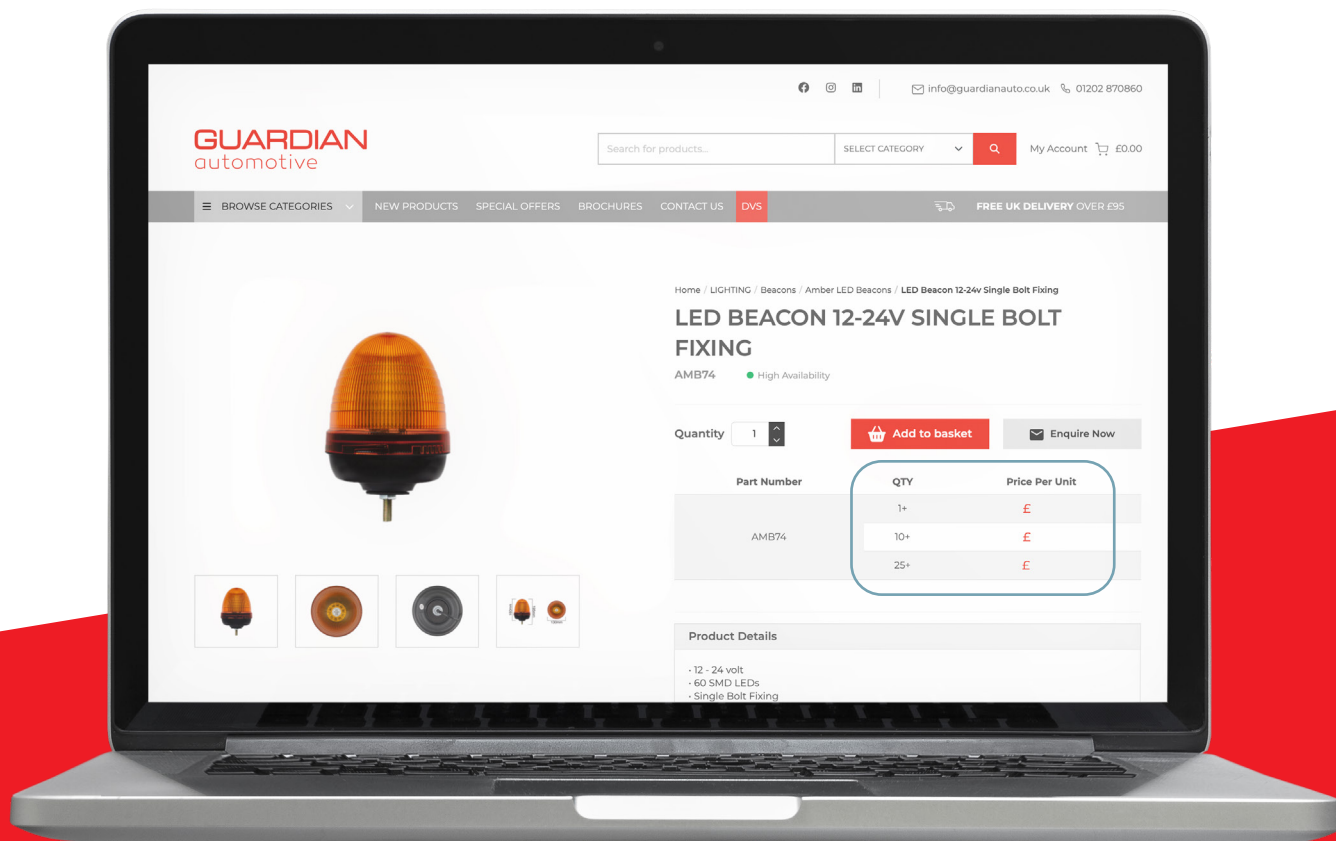 info@guardianauto.co.uk 01202 870860
GUARDIAN
automotive
Search for products...
SELECT CATEGORY
My Account £0.00
BROWSE CATEGORIES NEW PRODUCTS SPECIAL OFFERS BROCHURES CONTACT US DVS FREE UK DELIVERY OVER £95
Home / LIGHTING / Beacons / Amber LED Beacons / LED Beacon 12-24v Single Bolt Fixing
LED BEACON 12-24V SINGLE BOLT
FIXING
AMB74 High Availability
Quantity 1 Add to basket Enquire Now
Part Number QTY Price Per Unit
1+ £
AMB74 10+ £
25+ £
Product Details
· 12 - 24 volt
· 60 SMD LEDs
· Single Bolt Fixing